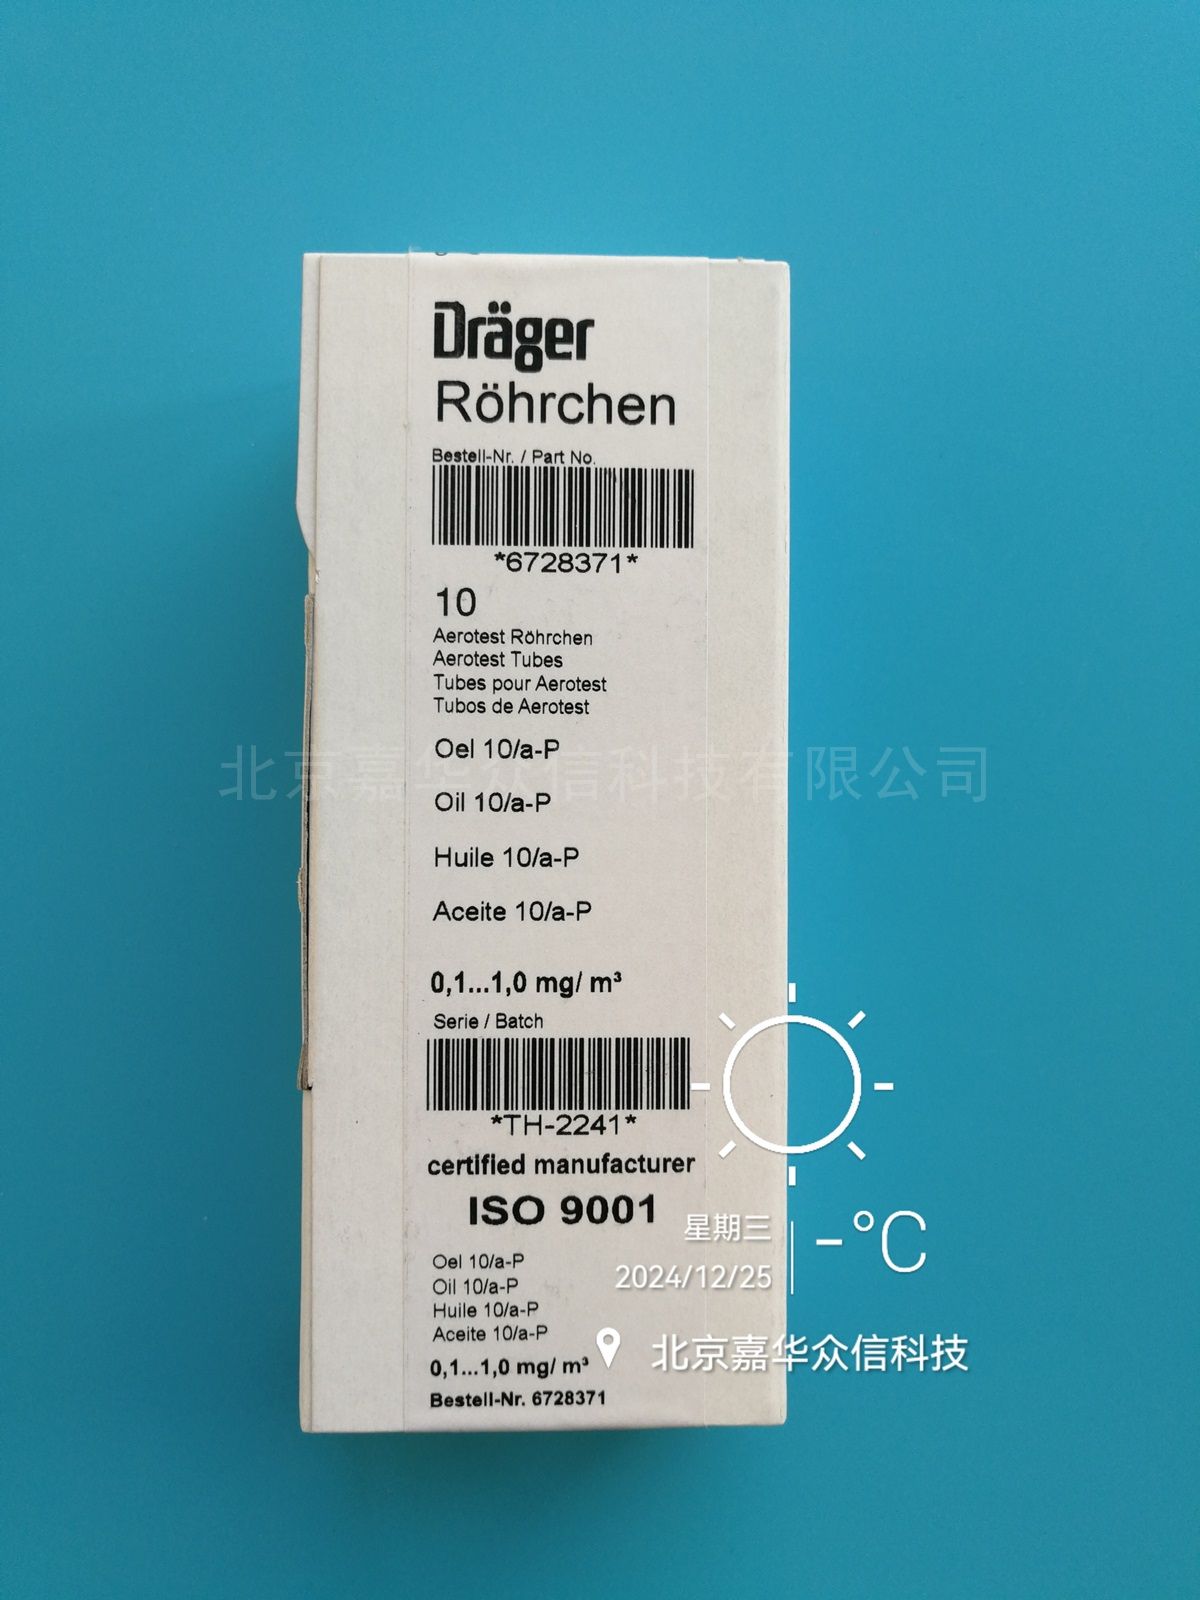 Dräger
Röhrchen
Bestell-Nr. / Part No.
*6728371*
10
Aerotest Röhrchen
Aerotest Tubes
Tubes pour Aerotest
Tubos de Aerotest
Oel 10/a-P
北京嘉华众信科技有限公司
Oil 10/a-P
Huile 10/a-P
Aceite 10/a-P
0,1...1,0 mg/ m³
Serie / Batch
*TH-2241*
certified manufacturer
ISO 9001
星期三
-°C
2024/12/25
Oel 10/a-P
Oil 10/a-P
Huile 10/a-P
Aceite 10/a-P
北京嘉华众信科技
0,1...1,0 mg/ m³
Bestell-Nr. 6728371